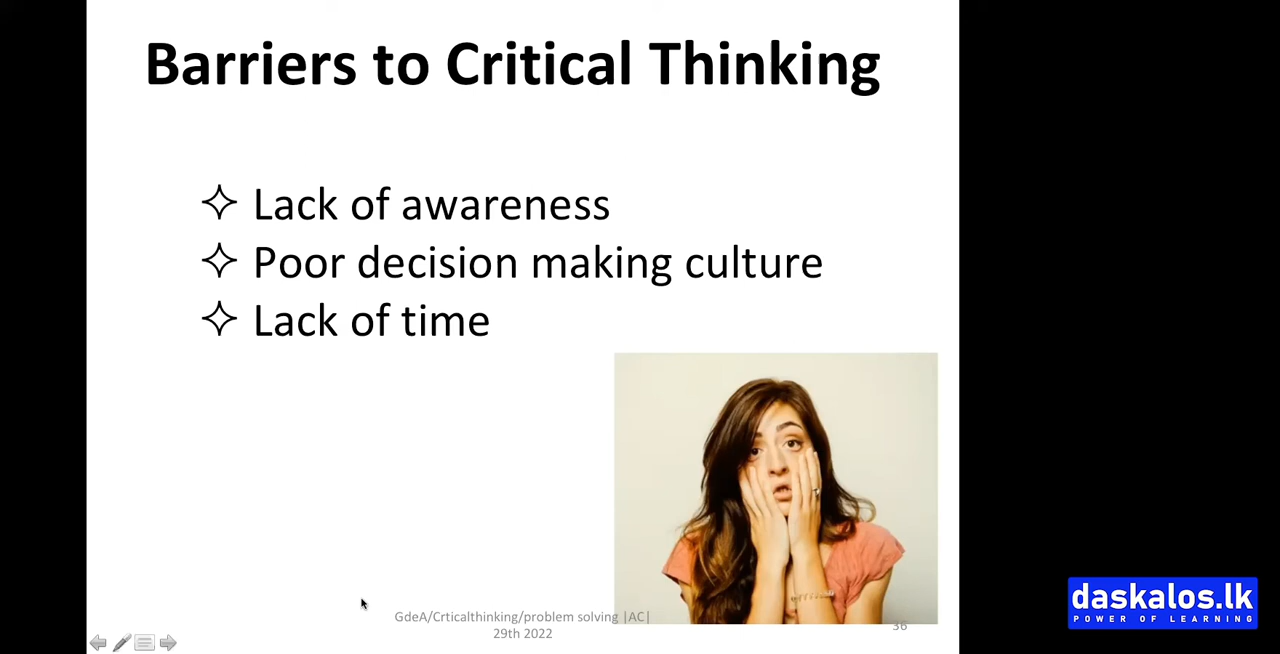 Barriers to Critical Thinking
Lack of awareness
Poor decision making culture
Lack of time
GdeA/Crticalthinking/problem solving |AC|
29th 2022
36
daskalos.lk
POWER OF LEARNING